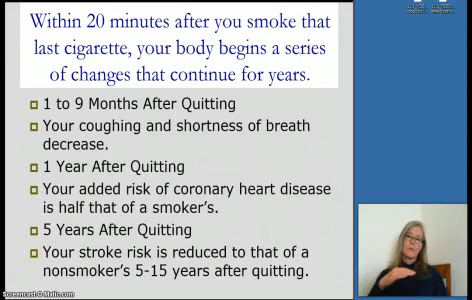 Within 20 minutes after you smoke that
last cigarette, your body begins a series
of changes that continue for years.
1 to 9 Months After Quitting
Your coughing and shortness of breath
decrease.
1 Year After Quitting
Your added risk of coronary heart disease
is half that of a smoker's.
5 Years After Quitting
Your stroke risk is reduced to that of a
nonsmoker's 5-15 years after quitting.
Screencast-O-Matic.com